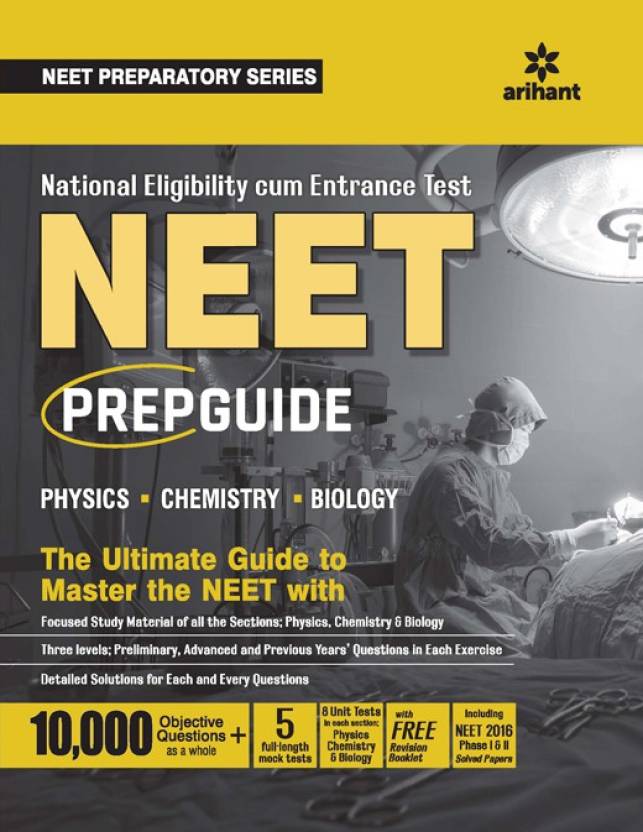 NEET PREPARATORY SERIES
arihant
National Eligibility cum Entrance Test
NEET
PREPGUIDE
PHYSICS ▪ CHEMISTRY ▪ BIOLOGY
The Ultimate Guide to
Master the NEET with
Focused Study Material of all the Sections; Physics, Chemistry & Biology
Three levels; Preliminary, Advanced and Previous Years' Questions in Each Exercise
Detailed Solutions for Each and Every Questions
10,000
Objective
Questions +
as a whole
5
full-length
mock tests
8 Unit Tests
in each section;
Physics
Chemistry
& Biology
with
FREE
Revision
Booklet
Including
NEET 2016
Phase I & II
Solved Papers